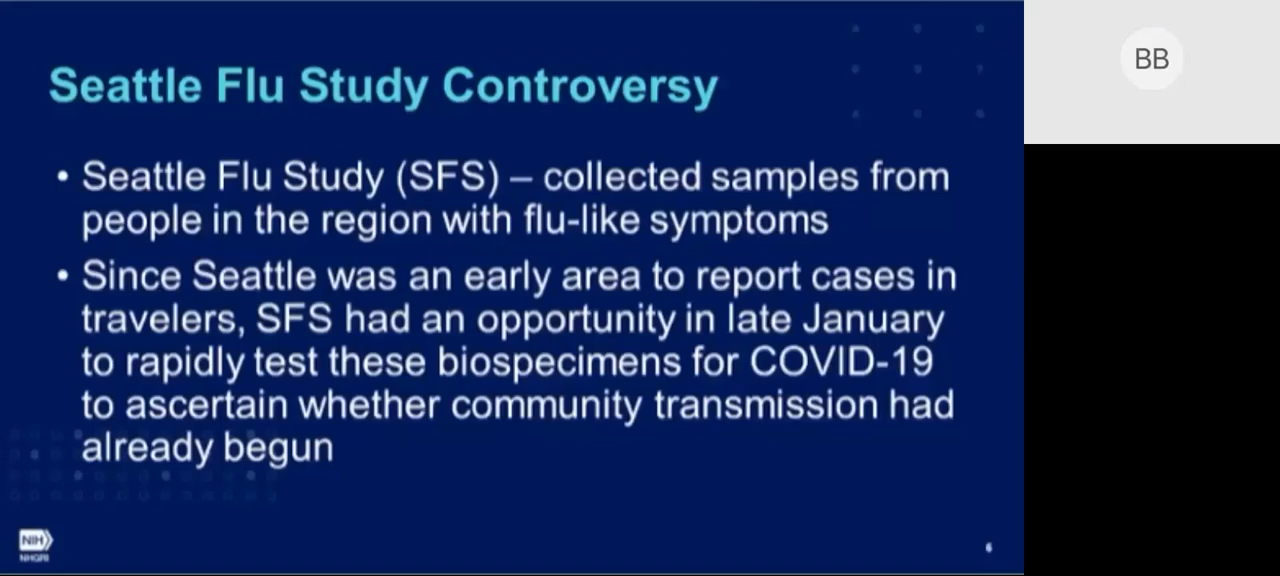 Seattle Flu Study Controversy
• Seattle Flu Study (SFS) – collected samples from
people in the region with flu-like symptoms
• Since Seattle was an early area to report cases in
travelers, SFS had an opportunity in late January
to rapidly test these biospecimens for COVID-19
to ascertain whether community transmission had
already begun
NIH
NHGRI
6
BB